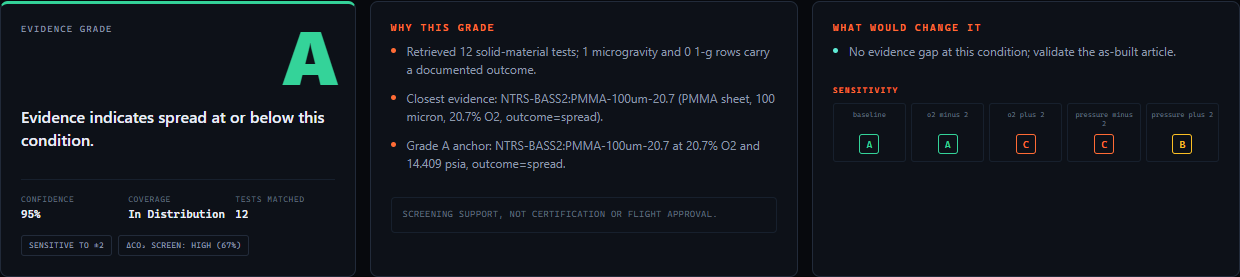 EVIDENCE GRADE
A
Evidence indicates spread at or below this
condition.
CONFIDENCE
95%
COVERAGE
In Distribution
TESTS MATCHED
12
SENSITIVE TO ±2
ΔCO₂ SCREEN: HIGH (67%)
WHY THIS GRADE
Retrieved 12 solid-material tests; 1 microgravity and 0 1-g rows carry
a documented outcome.
Closest evidence: NTRS-BASS2:PMMA-100um-20.7 (PMMA sheet, 100
micron, 20.7% O2, outcome=spread).
Grade A anchor: NTRS-BASS2:PMMA-100um-20.7 at 20.7% O2 and
14.409 psia, outcome=spread.
SCREENING SUPPORT, NOT CERTIFICATION OR FLIGHT APPROVAL.
WHAT WOULD CHANGE IT
No evidence gap at this condition; validate the as-built article.
SENSITIVITY
baseline
A
o2 minus 2
A
o2 plus 2
C
pressure minus
2
C
pressure plus 2
B